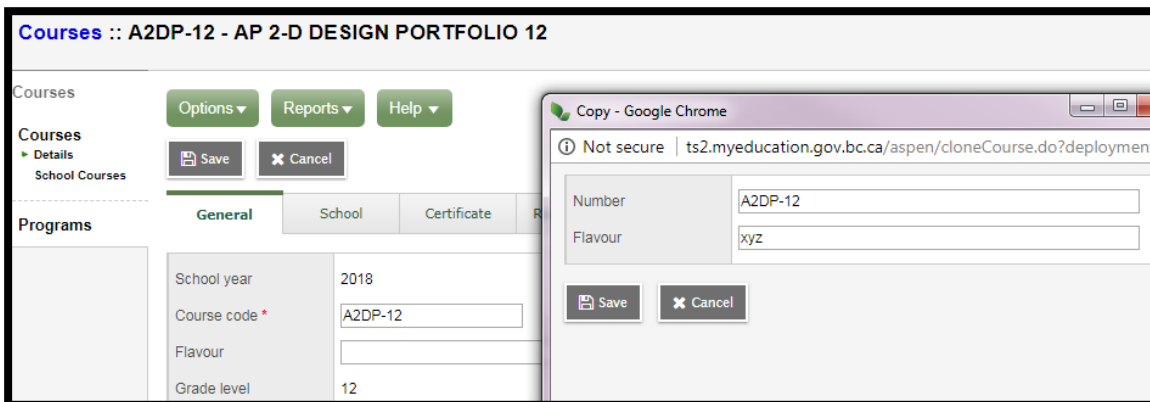 Courses :: A2DP-12 - AP 2-D DESIGN PORTFOLIO 12
Courses
Courses
Details
School Courses
Programs
Options
Reports
Help
Save
Cancel
General
School
Certificate
School year 2018
Course code * A2DP-12
Flavour
Grade level 12
Copy - Google Chrome
Not secure | ts2.myeducation.gov.bc.ca/aspen/cloneCourse.do?deploymen
Number A2DP-12
Flavour xyz
Save
Cancel